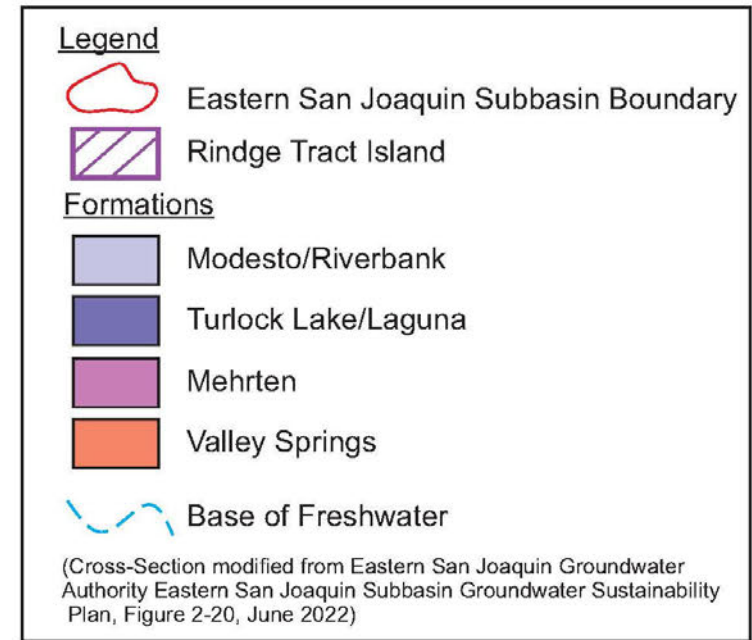 Legend
Eastern San Joaquin Subbasin Boundary
Rindge Tract Island
Formations
Modesto/Riverbank
Turlock Lake/Laguna
Mehrten
Valley Springs
Base of Freshwater
(Cross-Section modified from Eastern San Joaquin Groundwater
Authority Eastern San Joaquin Subbasin Groundwater Sustainability
Plan, Figure 2-20, June 2022)